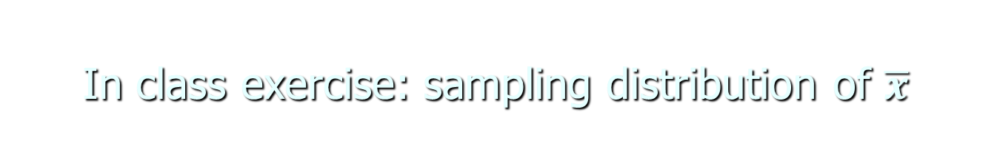 In class exercise: sampling distribution of x̅